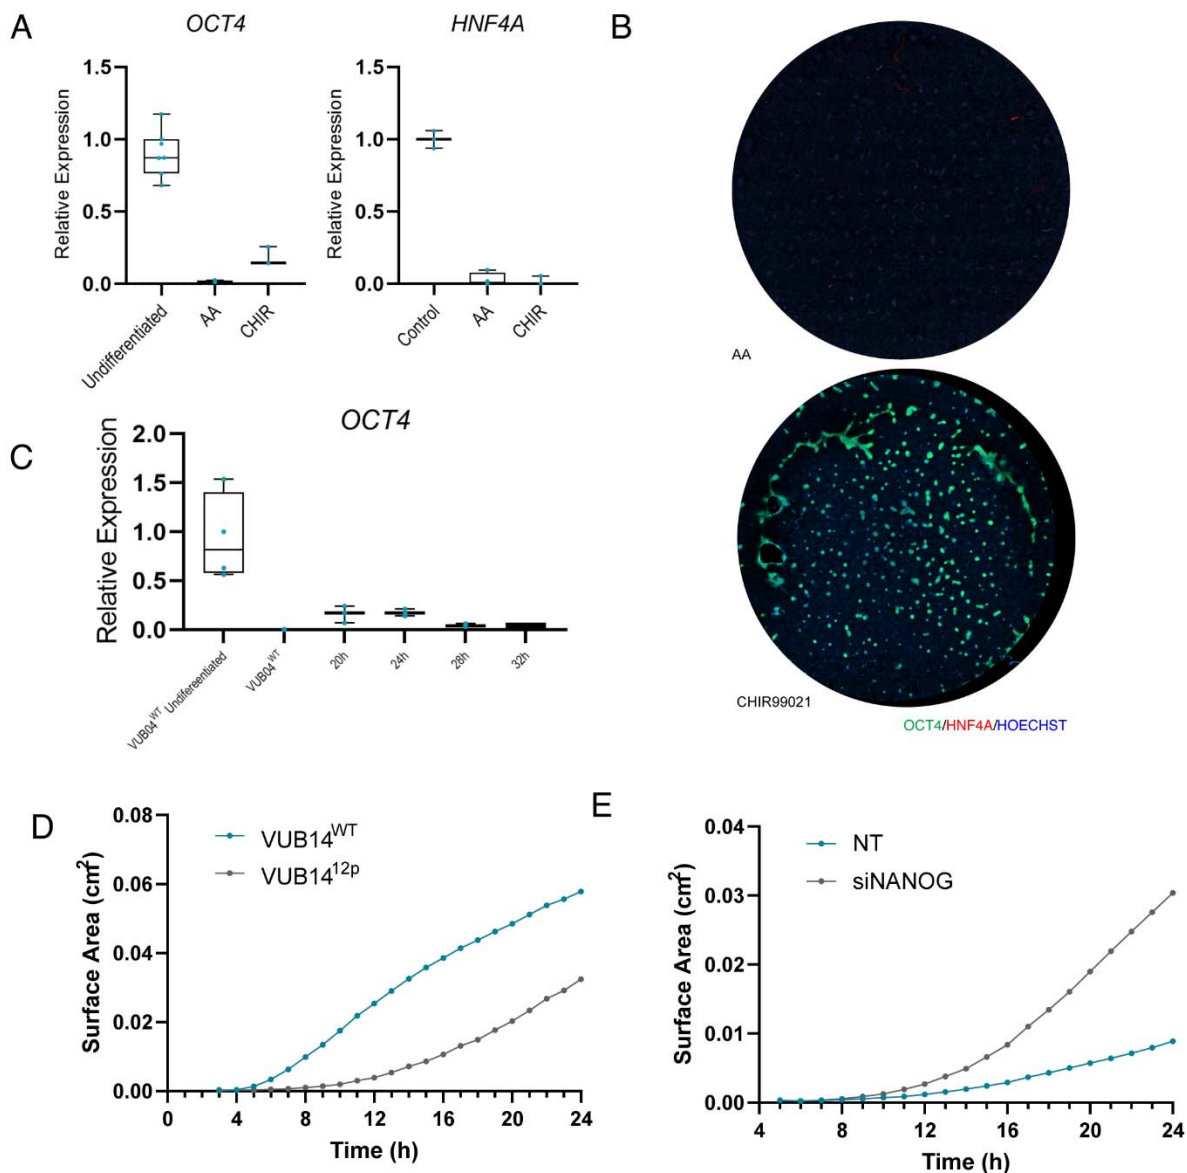 A
OCT4
HNF4A
B
Relative Expression
1.5
1.0
0.5
0.0
Undifferentiated
AA
CHIR
Relative Expression
1.5
1.0
0.5
0.0
Control
AA
CHIR
AA
C
OCT4
Relative Expression
2.0
1.5
1.0
0.5
0.0
VUB04WT Undifereentiated
VUB04WT
20h
24h
28h
32h
CHIR99021
OCT4/HNF4A/HOECHST
D
Surface Area (cm2)
0.08
0.06
0.04
0.02
0.00
VUB14WT
VUB1412p
0 4 8 12 16 20 24
Time (h)
E
Surface Area (cm2)
0.04
0.03
0.02
0.01
0.00
NT
siNANOG
4 8 12 16 20 24
Time (h)